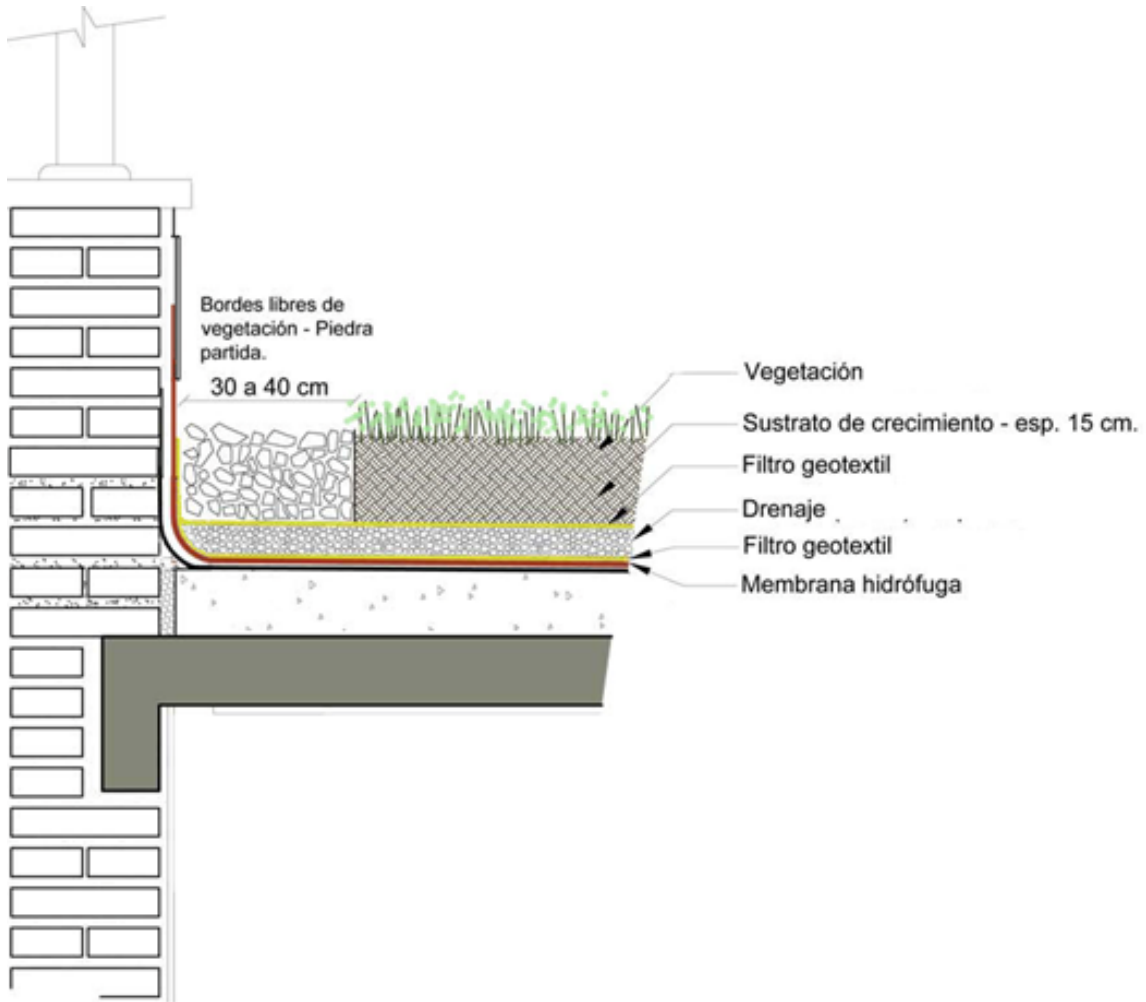 Bordes libres de
vegetación - Piedra
partida.
30 a 40 cm
Vegetación
Sustrato de crecimiento - esp. 15 cm.
Filtro geotextil
Drenaje
Filtro geotextil
Membrana hidrófuga